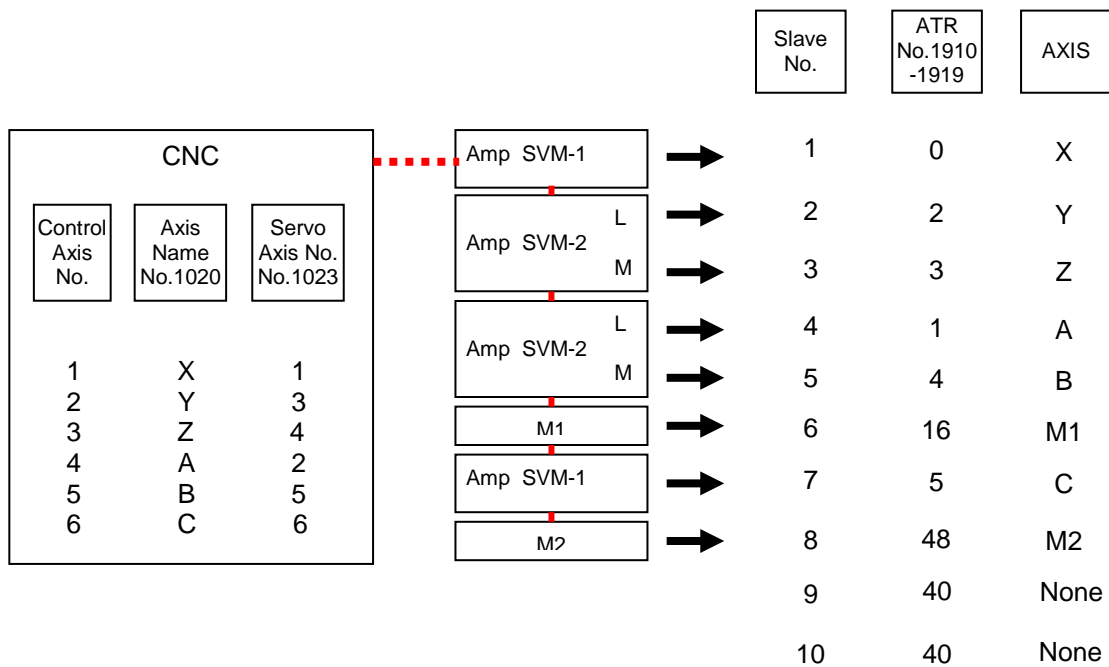 Slave No.
ATR No.1910 -1919
AXIS
CNC
Control Axis No.
Axis Name No.1020
Servo Axis No. No.1023
1 X 1
2 Y 3
3 Z 4
4 A 2
5 B 5
6 C 6
Amp SVM-1
Amp SVM-2 L M
Amp SVM-2 L M
M1
Amp SVM-1
M2
1 0 X
2 2 Y
3 3 Z
4 1 A
5 4 B
6 16 M1
7 5 C
8 48 M2
9 40 None
10 40 None